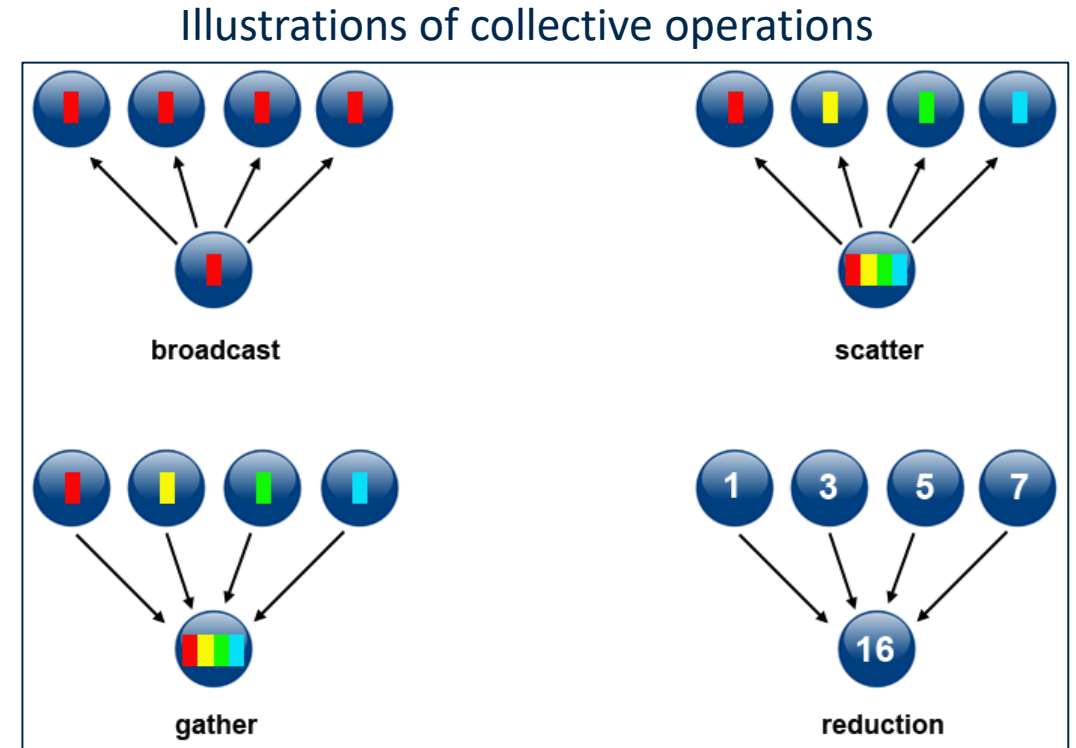 Illustrations of collective operations
broadcast
scatter
1 3 5 7
16
gather
reduction